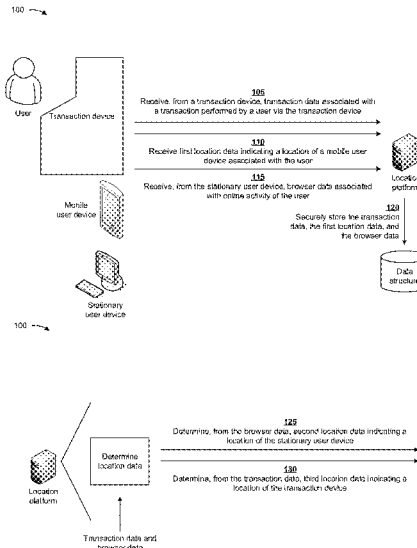 100
105
Receive, from a transaction device, transaction data associated with
a transaction performed by a user via the transaction device
User
Transaction device
110
Receive first location data indicating a location of a mobile user
device associated with the user
115
Receive, from the stationary user device, browser data associated
with online activity of the user
Location
platform
Mobile
user device
120
Securely store the transaction
data, the first location data, and
the browser data
Stationary
user device
Data
structure
100
125
Determine, from the browser data, second location data indicating a
location of the stationary user device
Determine
location data
130
Determine, from the transaction data, third location data indicating a
location of the transaction device
Location
platform
Transaction data and
browser data